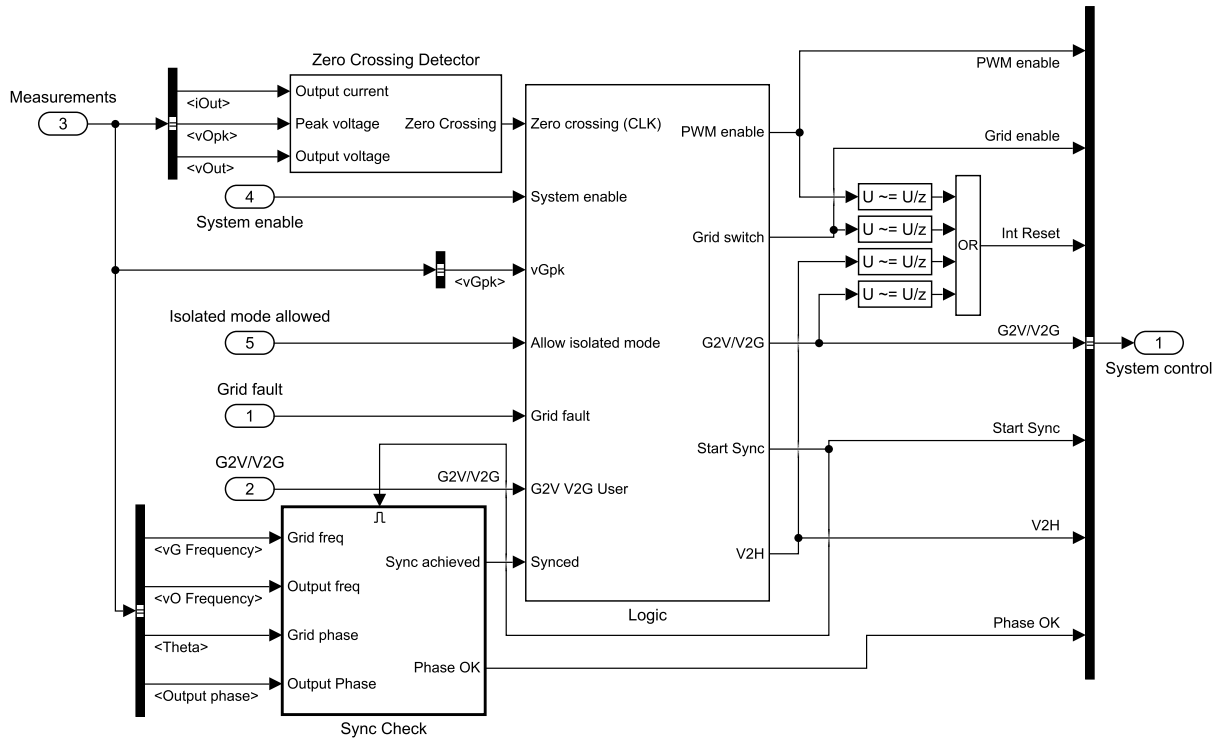 Zero Crossing Detector
PWM enable
Measurements
3
<iOut>
<vOpk>
<vOut>
Output current
Peak voltage
Output voltage
Zero Crossing
Zero crossing (CLK)
PWM enable
Grid enable
4
System enable
System enable
U ~= U/z
U ~= U/z
U ~= U/z
U ~= U/z
OR
Int Reset
Grid switch
<vGpk>
vGpk
Isolated mode allowed
5
Allow isolated mode
G2V/V2G
G2V/V2G
1
System control
Grid fault
1
Grid fault
Start Sync
Start Sync
G2V/V2G
2
G2V/V2G
G2V V2G User
V2H
V2H
<vG Frequency>
<vO Frequency>
<Theta>
<Output phase>
Grid freq
Output freq
Grid phase
Output Phase
Sync achieved
Synced
Logic
Phase OK
Phase OK
Sync Check